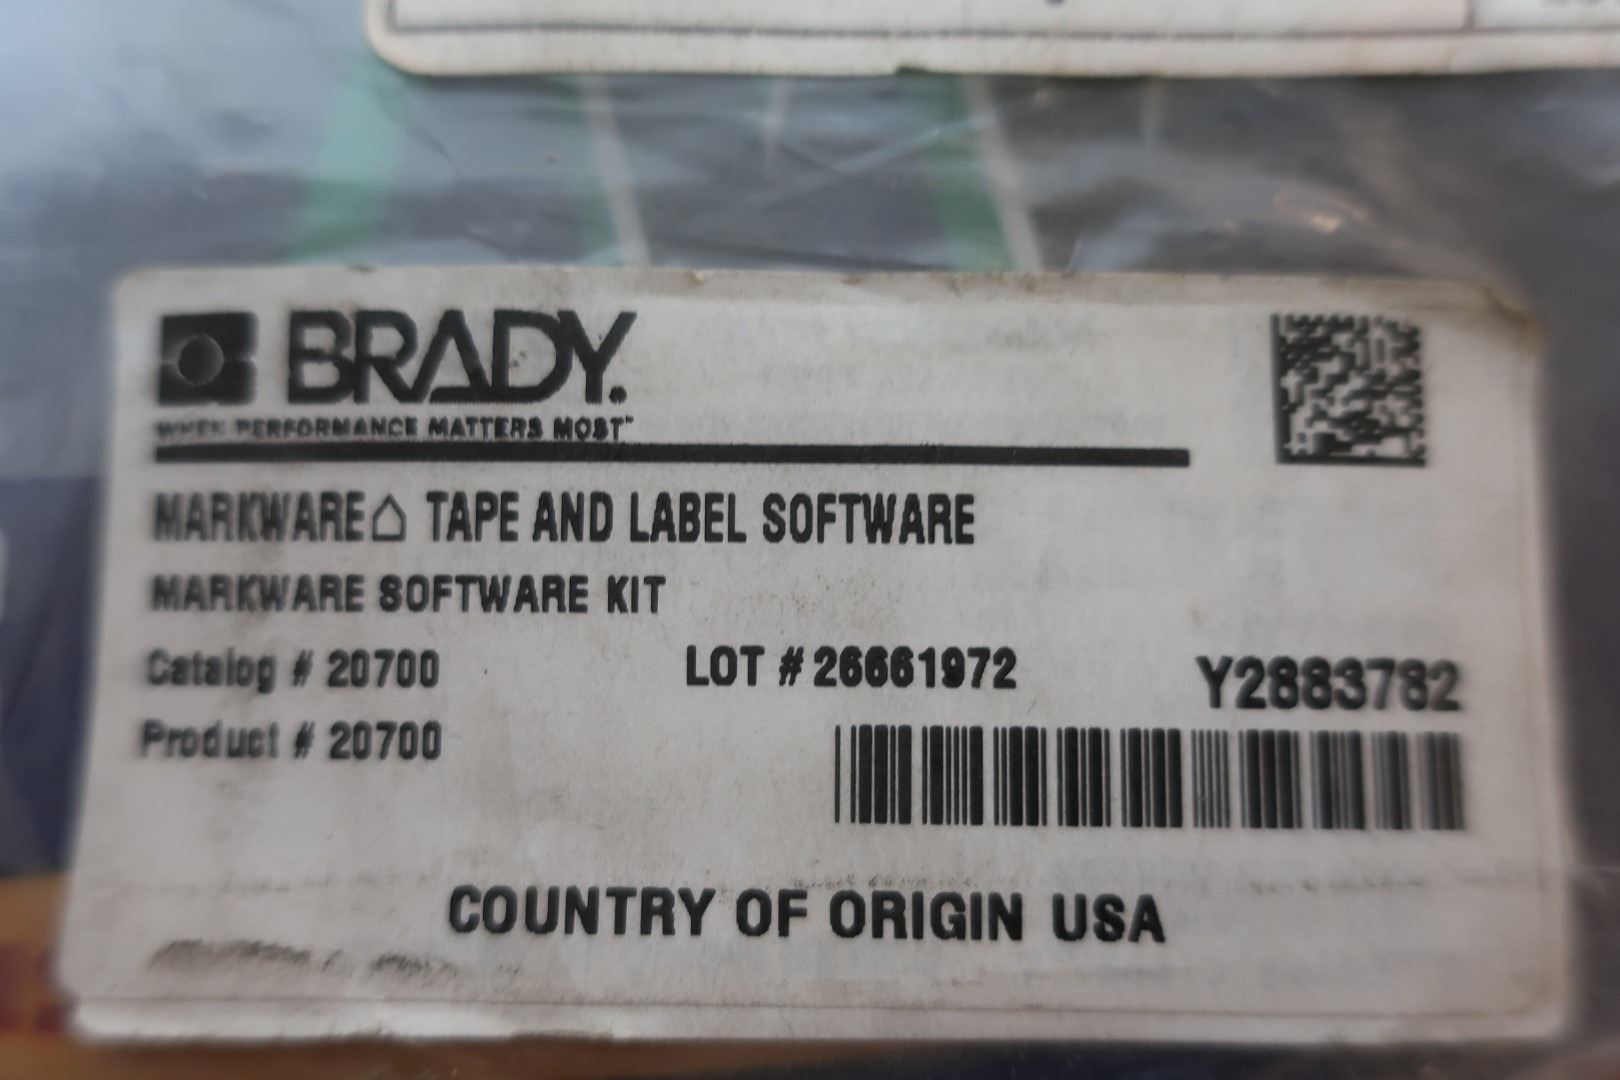 BRADY.
WHEN PERFORMANCE MATTERS MOST™
MARKWARE⌂ TAPE AND LABEL SOFTWARE
MARKWARE SOFTWARE KIT
Catalog # 20700 LOT # 26661972 Y2883782
Product # 20700
COUNTRY OF ORIGIN USA